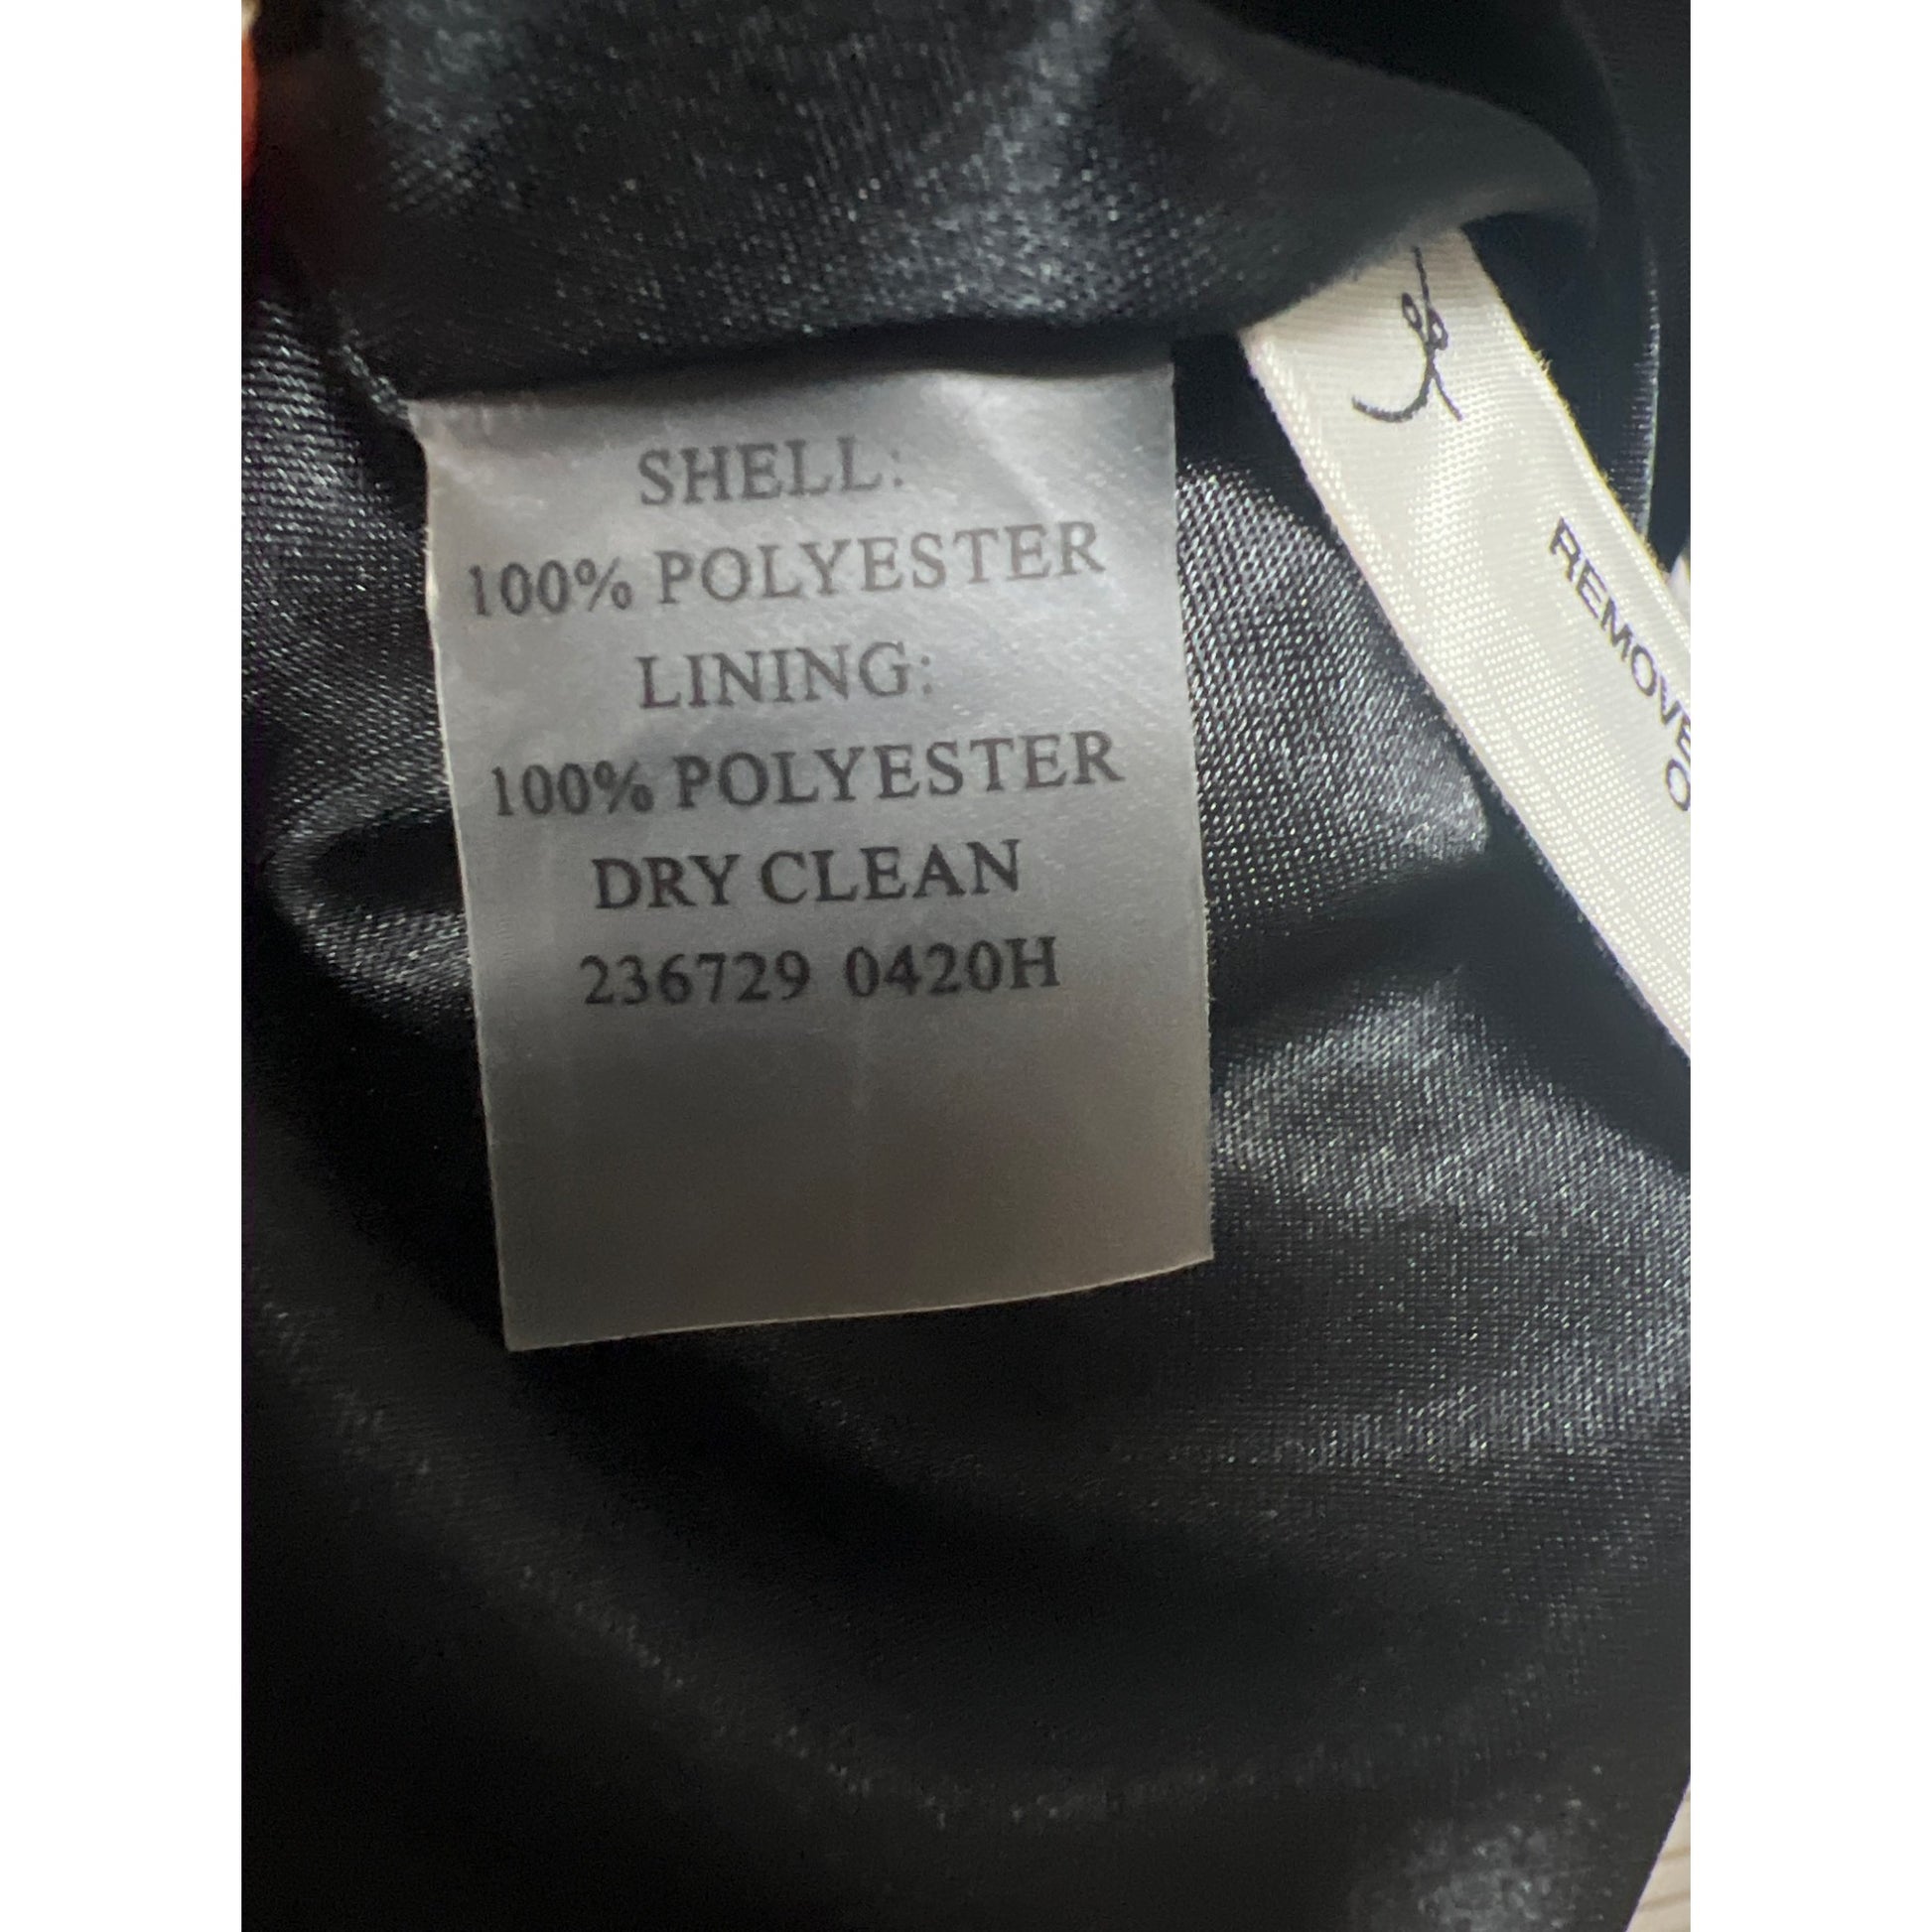 SHELL:
100% POLYESTER
LINING:
100% POLYESTER
DRY CLEAN
236729 0420H